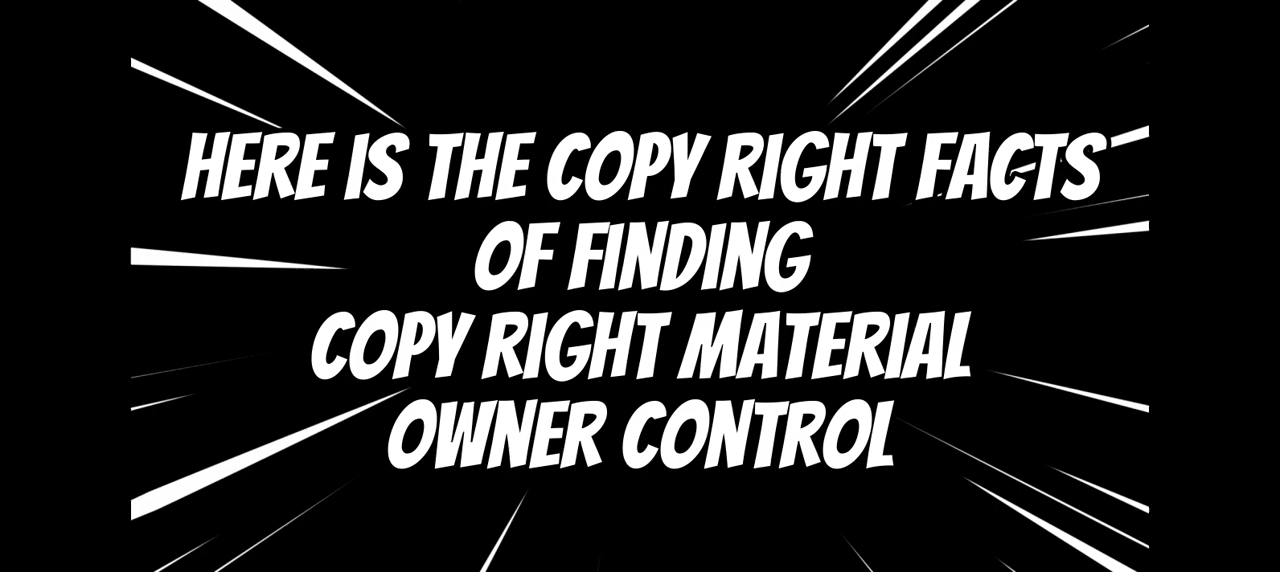 HERE IS THE COPY RIGHT FACTS
OF FINDING
COPY RIGHT MATERIAL
OWNER CONTROL